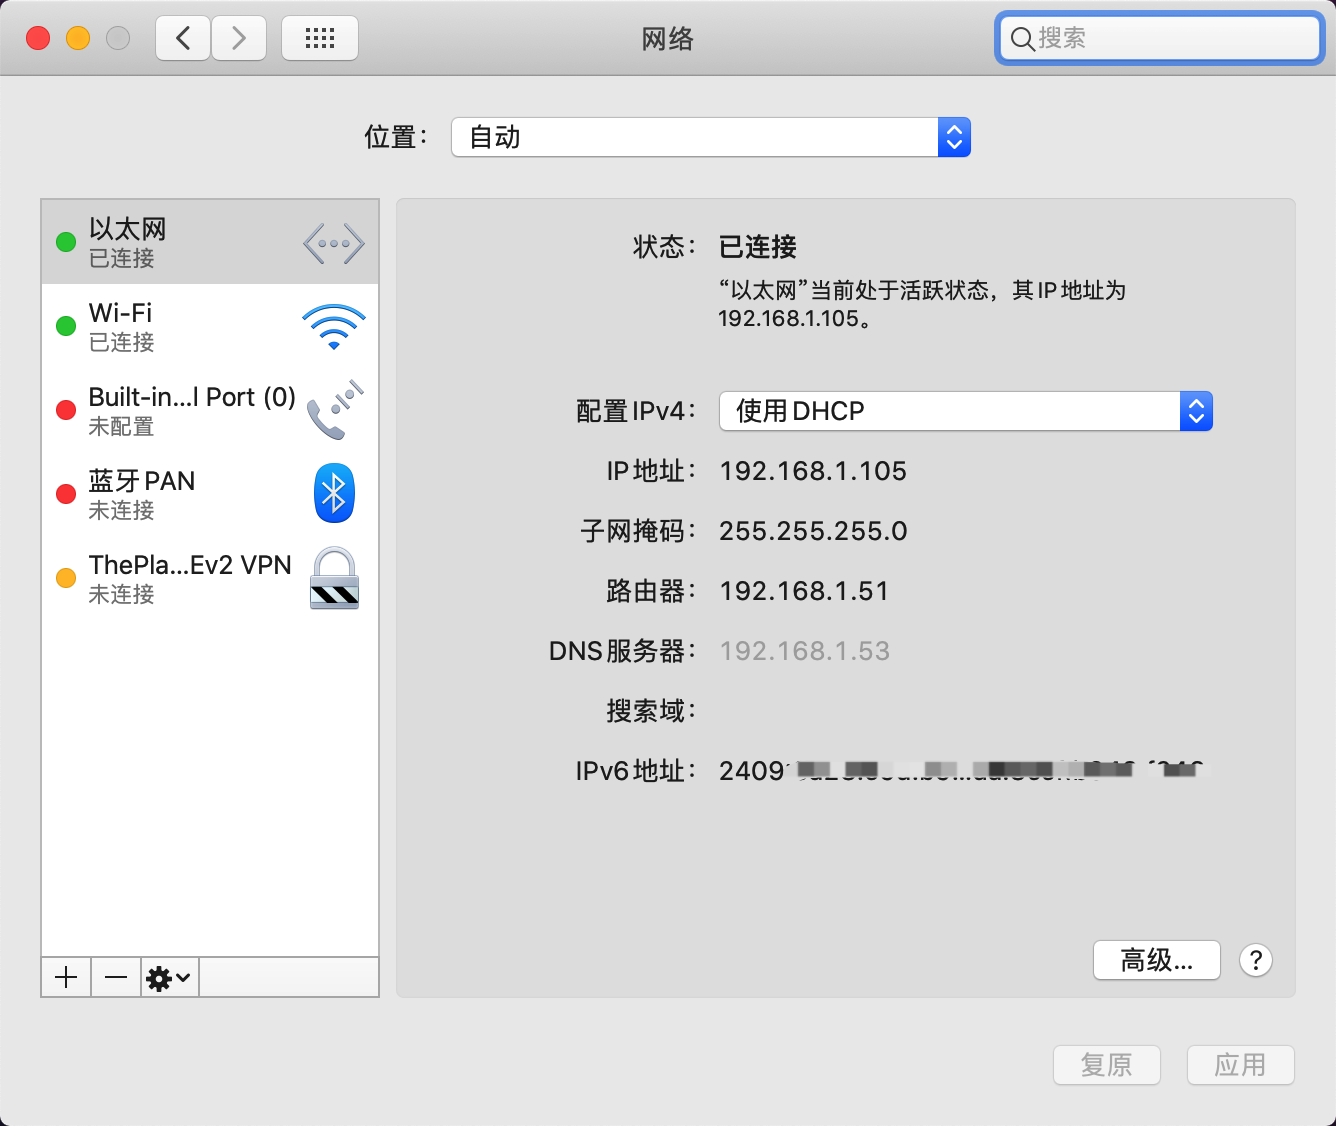 网络
搜索
位置：
自动
以太网
已连接
Wi-Fi
已连接
Built-in...l Port (0)
未配置
蓝牙 PAN
未连接
ThePla...Ev2 VPN
未连接
状态：
已连接
“以太网”当前处于活跃状态，其 IP 地址为
192.168.1.105。
配置 IPv4：
使用 DHCP
IP 地址：
192.168.1.105
子网掩码：
255.255.255.0
路由器：
192.168.1.51
DNS 服务器：
192.168.1.53
搜索域：
IPv6 地址：
2409
高级...
?
复原
应用